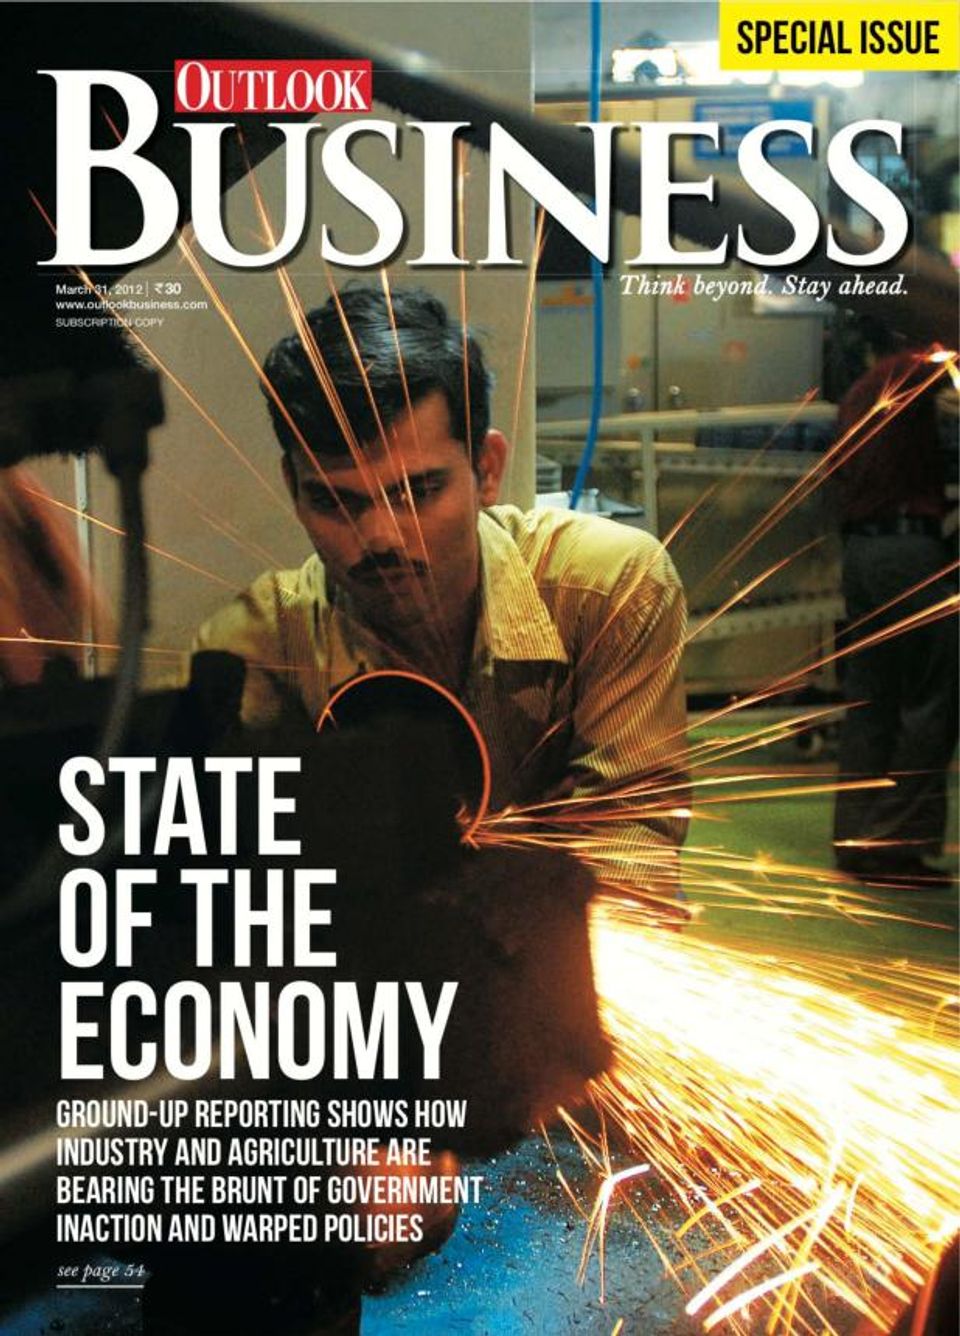 SPECIAL ISSUE
OUTLOOK
BUSINESS
March 31, 2012 | ₹30
www.outlookbusiness.com
SUBSCRIPTION COPY
Think beyond. Stay ahead.
STATE
OF THE
ECONOMY
GROUND-UP REPORTING SHOWS HOW
INDUSTRY AND AGRICULTURE ARE
BEARING THE BRUNT OF GOVERNMENT
INACTION AND WARPED POLICIES
see page 54